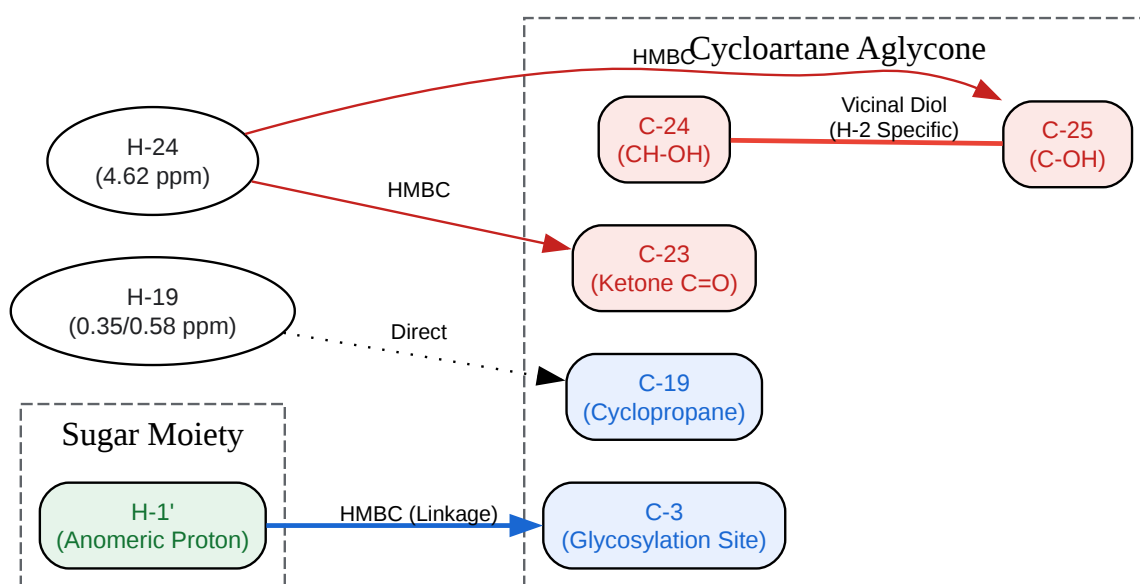 Cycloartane Aglycone
HMBC
H-24
(4.62 ppm)
C-24
(CH-OH)
Vicinal Diol
(H-2 Specific)
C-25
(C-OH)
HMBC
C-23
(Ketone C=O)
H-19
(0.35/0.58 ppm)
Direct
C-19
(Cyclopropane)
Sugar Moiety
H-1'
(Anomeric Proton)
HMBC (Linkage)
C-3
(Glycosylation Site)